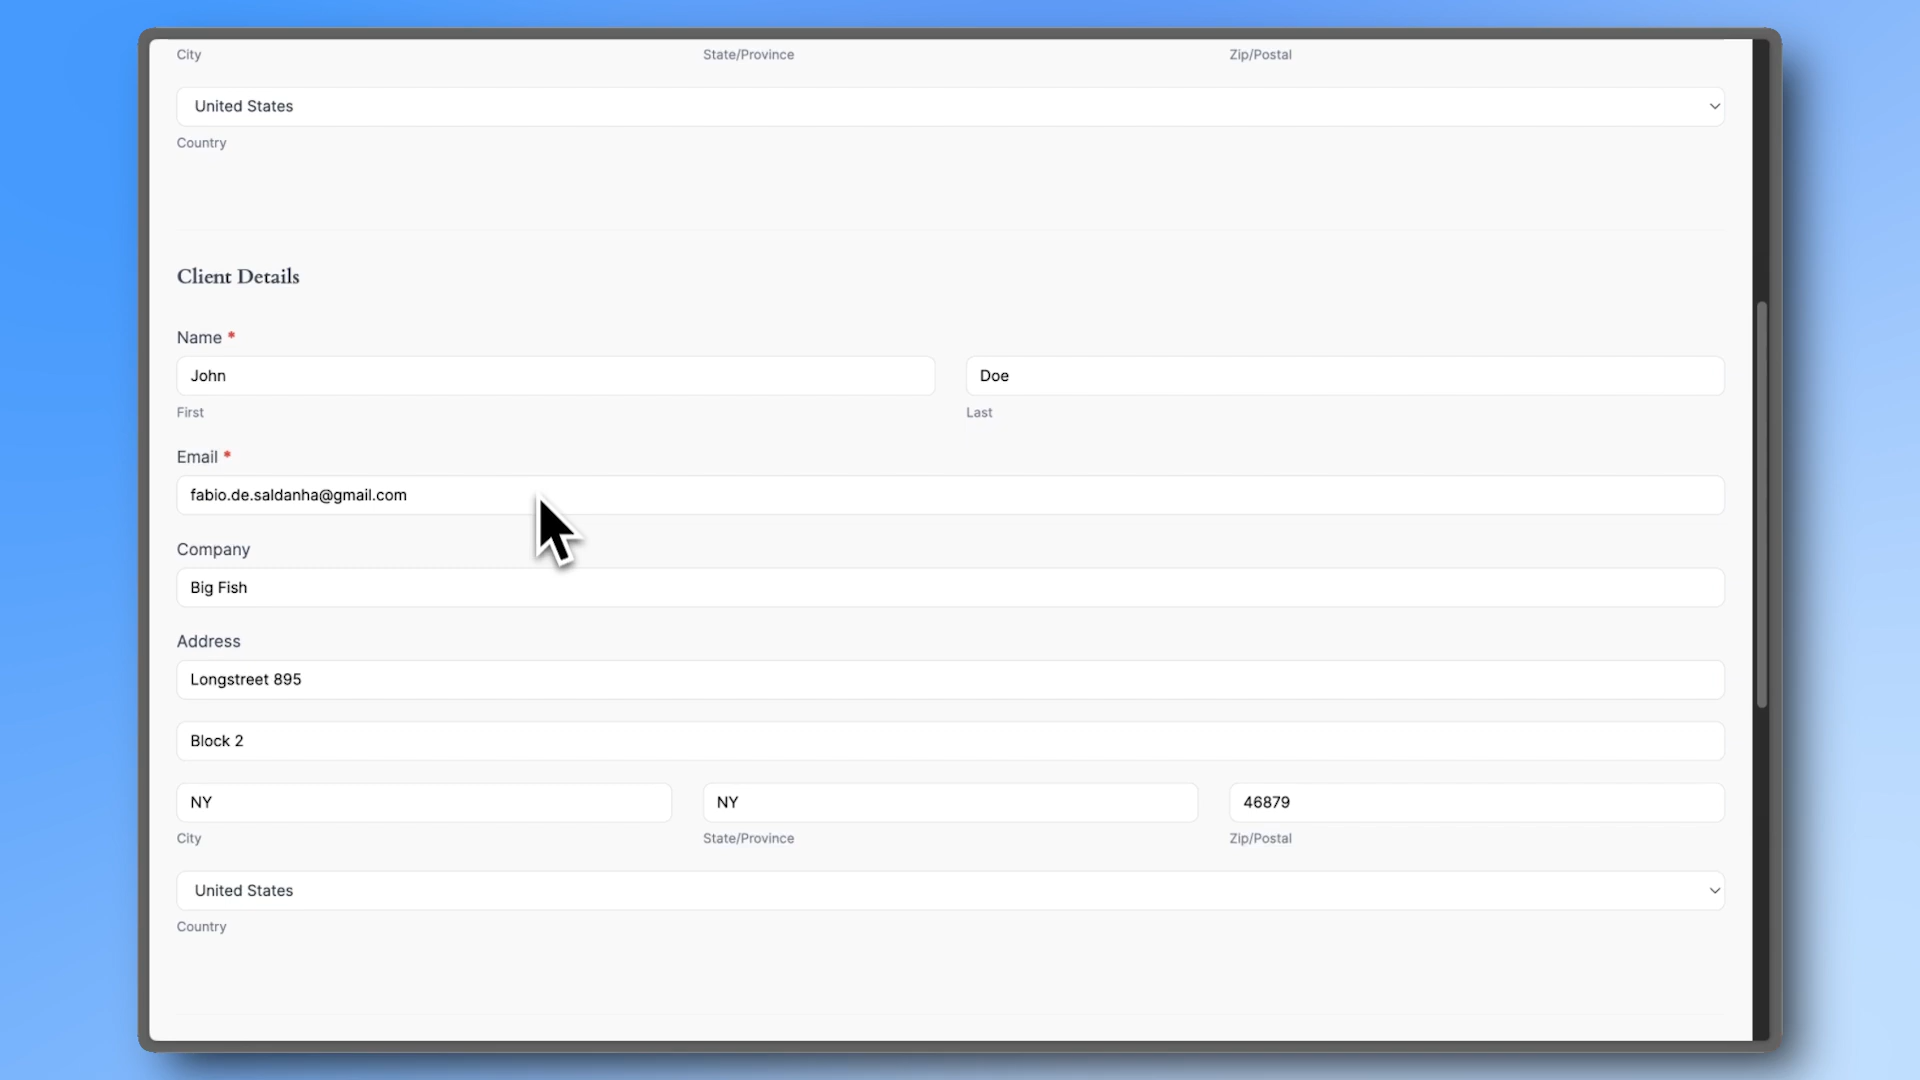 City State/Province Zip/Postal
United States
Country
Client Details
Name *
John Doe
First Last
Email *
fabio.de.saldanha@gmail.com
Company
Big Fish
Address
Longstreet 895
Block 2
NY NY 46879
City State/Province Zip/Postal
United States
Country